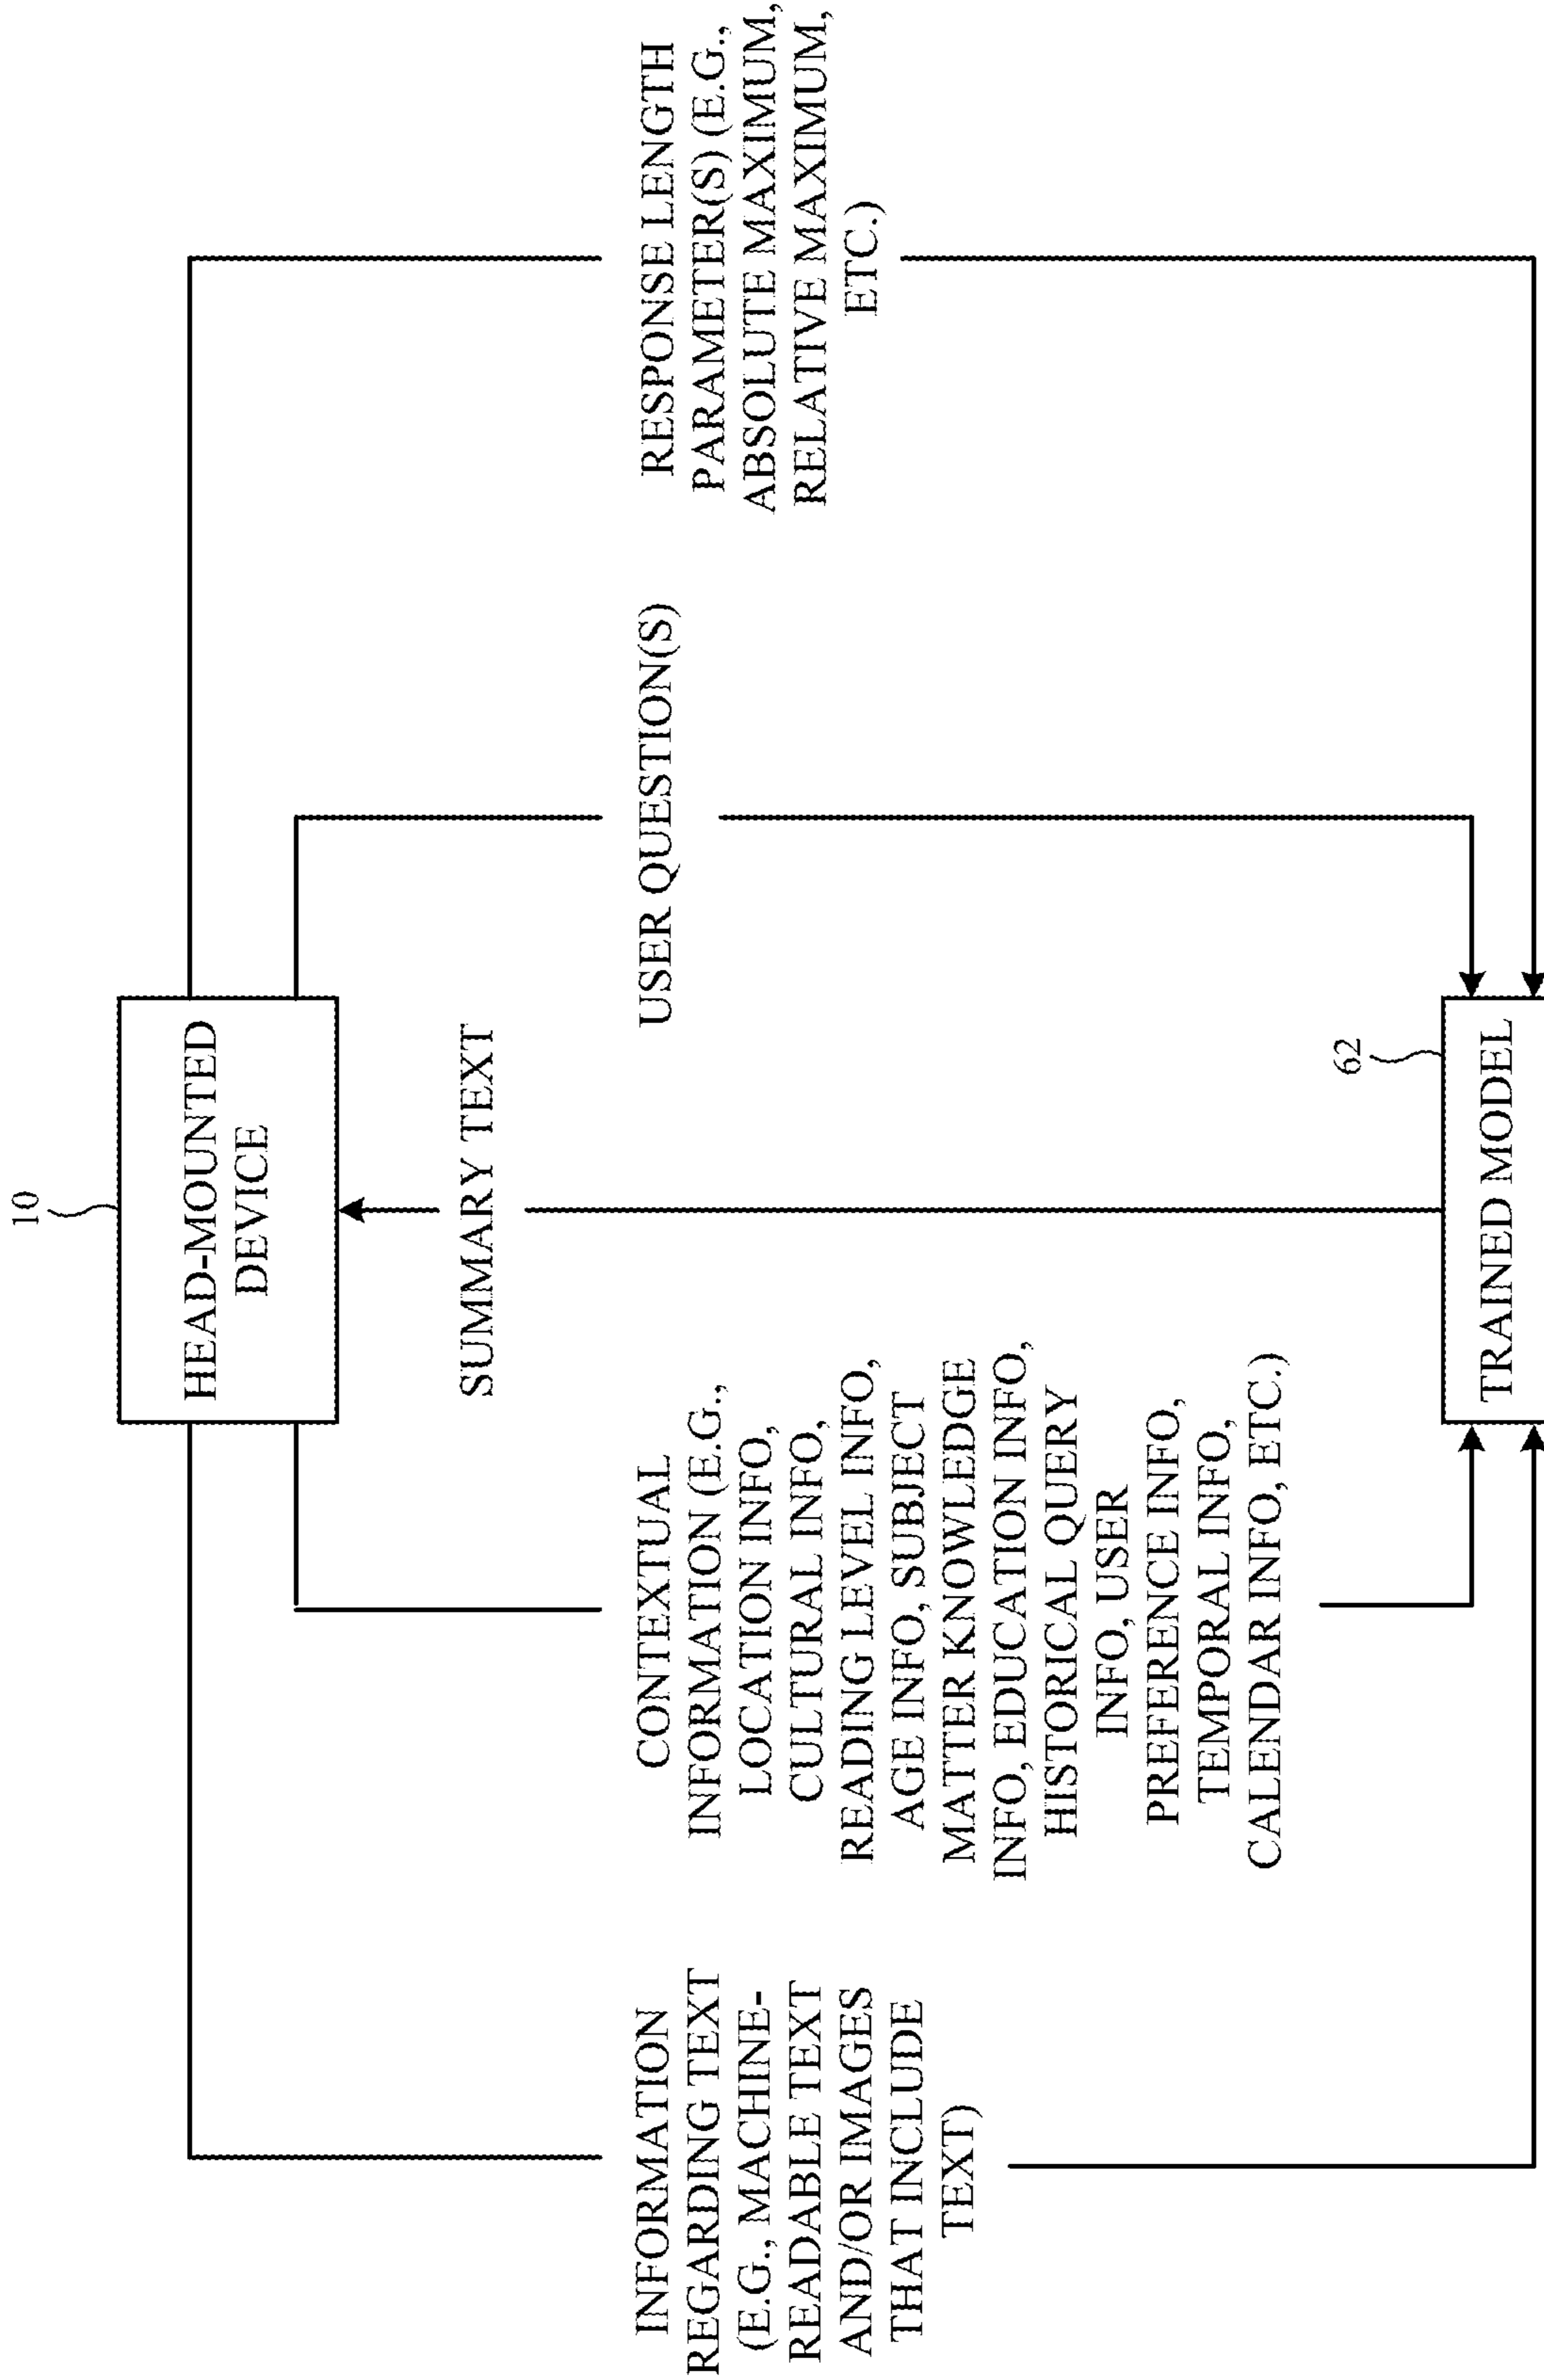 10
HEAD-MOUNTED
DEVICE
SUMMARY TEXT
INFORMATION
REGARDING TEXT
(E.G., MACHINE-
READABLE TEXT
AND/OR IMAGES
THAT INCLUDE
TEXT)
CONTEXTUAL
INFORMATION (E.G.,
LOCATION INFO,
CULTURAL INFO,
READING LEVEL INFO,
AGE INFO, SUBJECT
MATTER KNOWLEDGE
INFO, EDUCATION INFO,
HISTORICAL QUERY
INFO, USER
PREFERENCE INFO,
TEMPORAL INFO,
CALENDAR INFO, ETC.)
USER QUESTION(S)
RESPONSE LENGTH
PARAMETER(S) (E.G.,
ABSOLUTE MAXIMUM,
RELATIVE MAXIMUM,
ETC.)
62
TRAINED MODEL